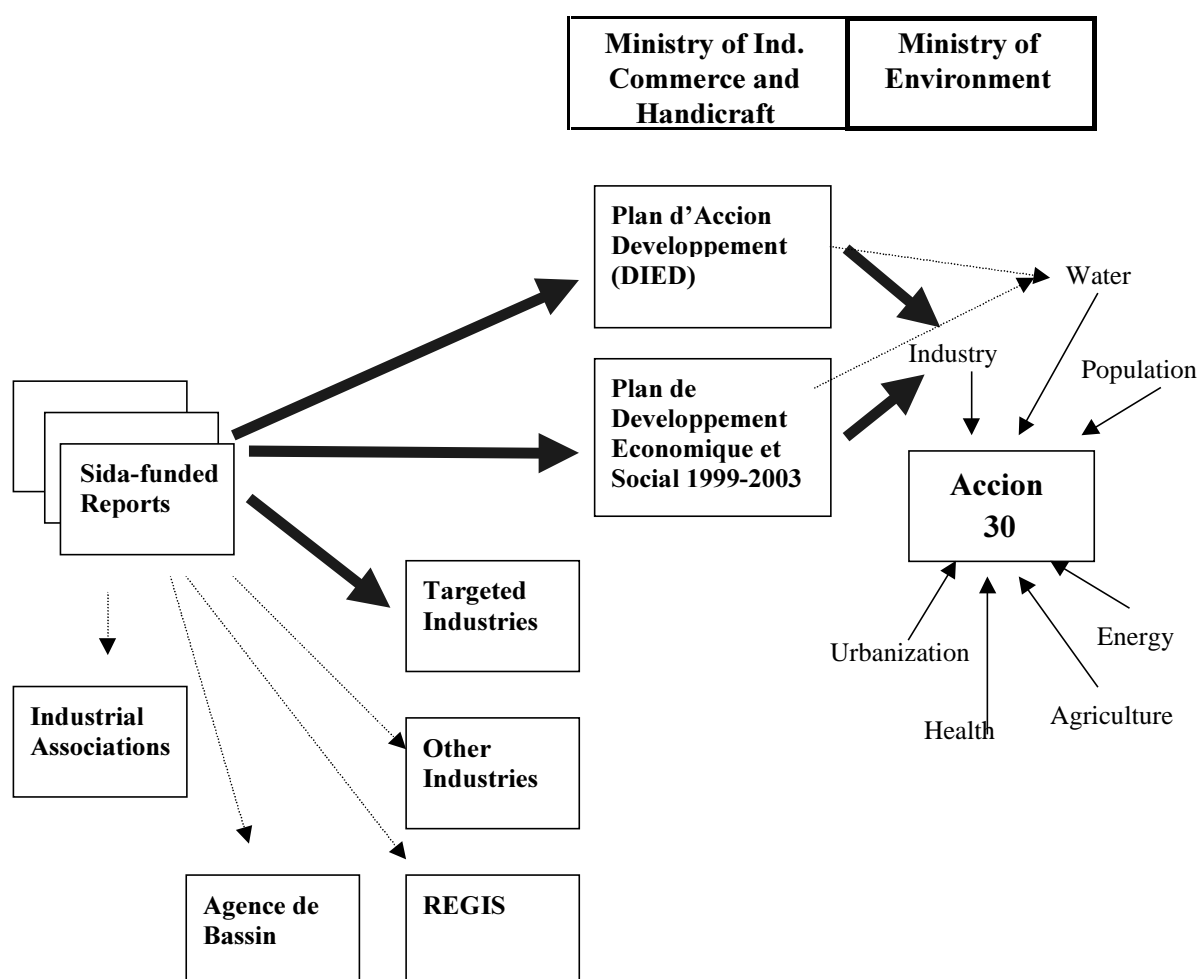 Ministry of Ind.
Commerce and
Handicraft
Ministry of
Environment
Plan d’Accion
Developpement
(DIED)
Water
Industry
Population
Plan de
Developpement
Economique et
Social 1999-2003
Sida-funded
Reports
Accion
30
Targeted
Industries
Energy
Urbanization
Agriculture
Health
Industrial
Associations
Other
Industries
Agence de
Bassin
REGIS